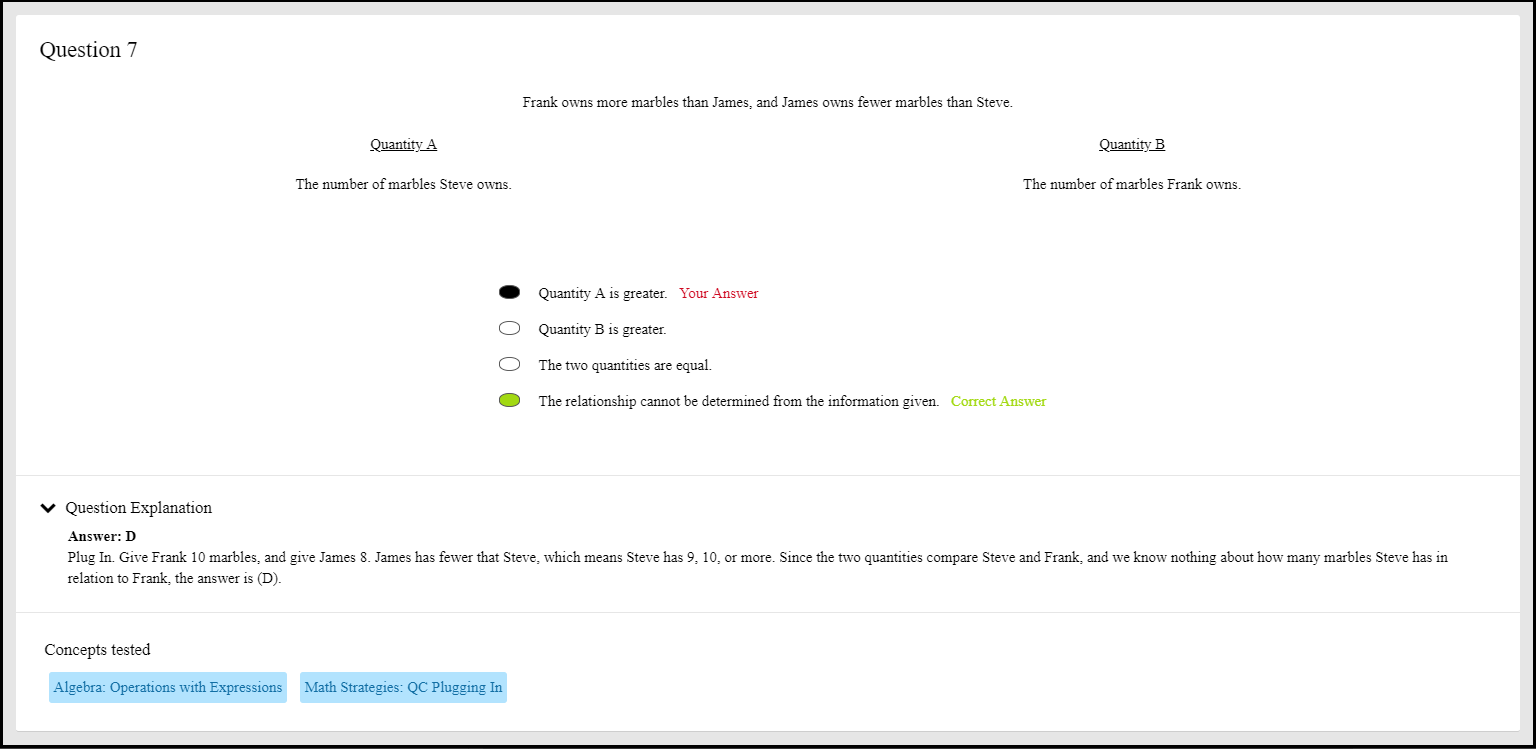 Question 7
Frank owns more marbles than James, and James owns fewer marbles than Steve.
Quantity A
Quantity B
The number of marbles Steve owns.
The number of marbles Frank owns.
Quantity A is greater. Your Answer
Quantity B is greater.
The two quantities are equal.
The relationship cannot be determined from the information given. Correct Answer
Question Explanation
Answer: D
Plug In. Give Frank 10 marbles, and give James 8. James has fewer that Steve, which means Steve has 9, 10, or more. Since the two quantities compare Steve and Frank, and we know nothing about how many marbles Steve has in
relation to Frank, the answer is (D).
Concepts tested
Algebra: Operations with Expressions
Math Strategies: QC Plugging In